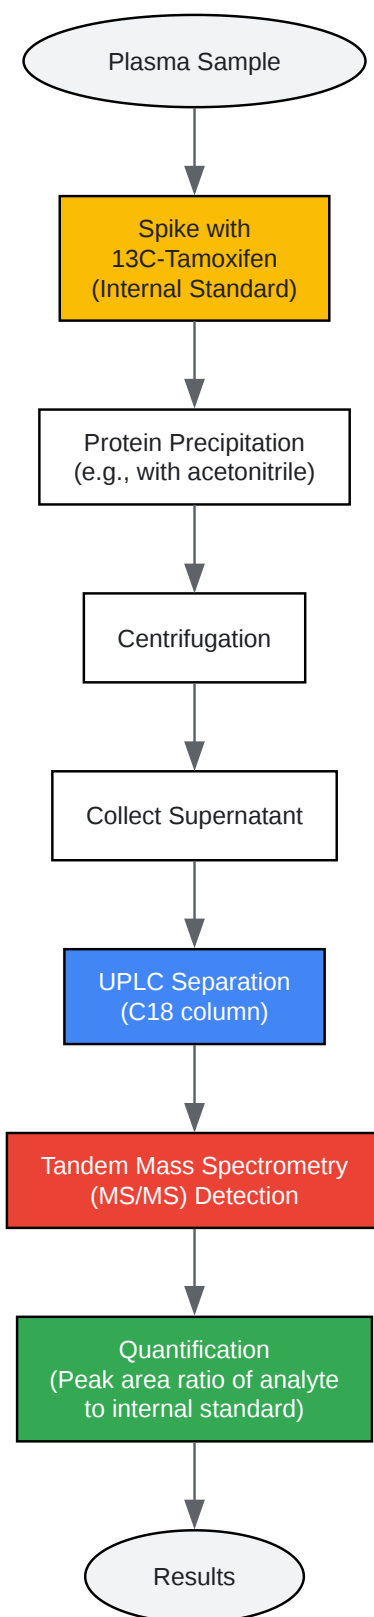 Plasma Sample
Spike with
13C-Tamoxifen
(Internal Standard)
Protein Precipitation
(e.g., with acetonitrile)
Centrifugation
Collect Supernatant
UPLC Separation
(C18 column)
Tandem Mass Spectrometry
(MS/MS) Detection
Quantification
(Peak area ratio of analyte
to internal standard)
Results